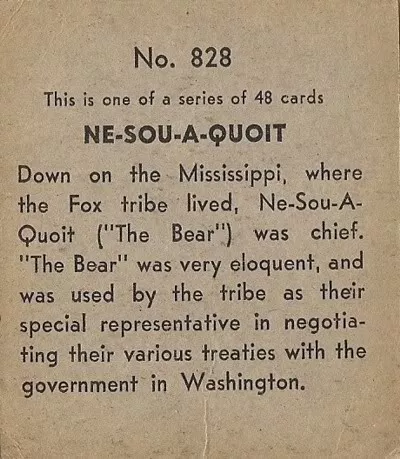 No. 828
This is one of a series of 48 cards
NE-SOU-A-QUOIT
Down on the Mississippi, where
the Fox tribe lived, Ne-Sou-A-
Quoit ("The Bear") was chief.
"The Bear" was very eloquent, and
was used by the tribe as their
special representative in negotia-
ting their various treaties with the
government in Washington.